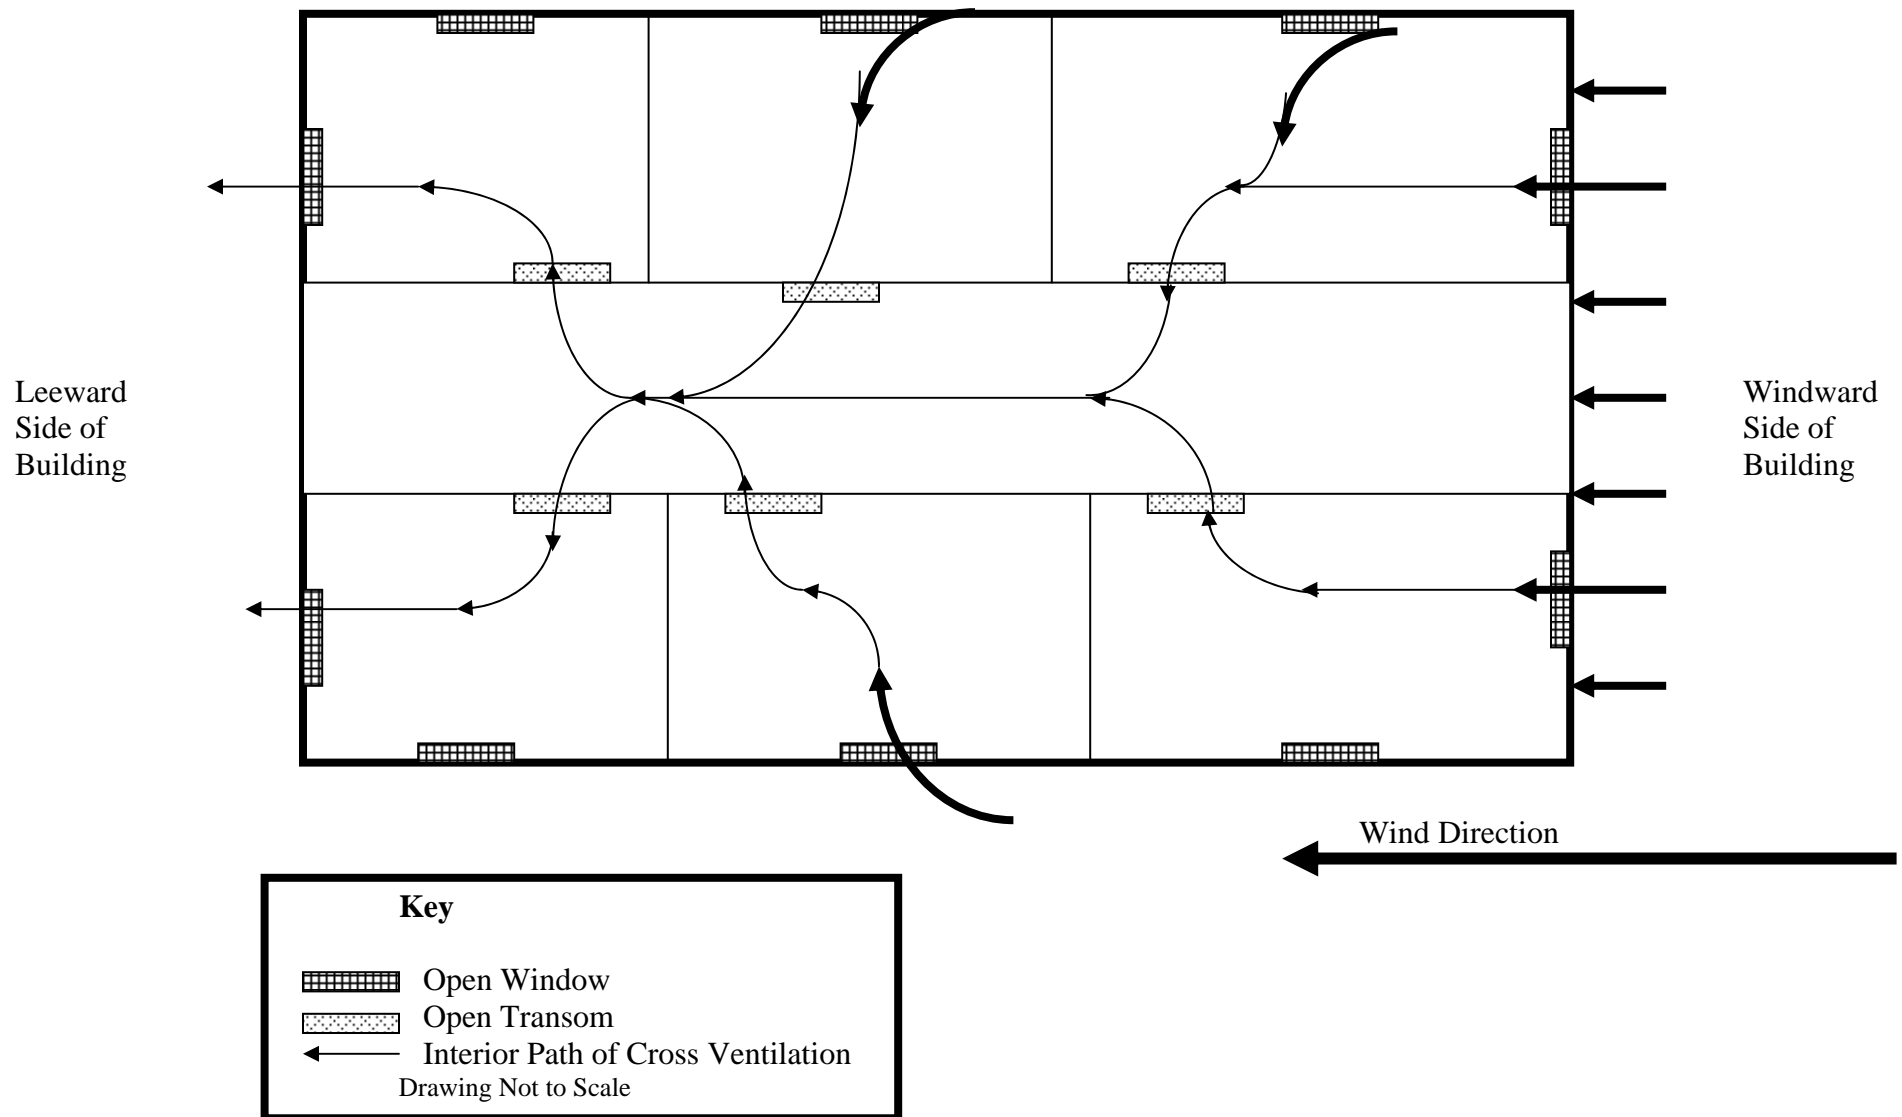 Leeward
Side of
Building
Windward
Side of
Building
Wind Direction
Key
Open Window
Open Transom
Interior Path of Cross Ventilation
Drawing Not to Scale